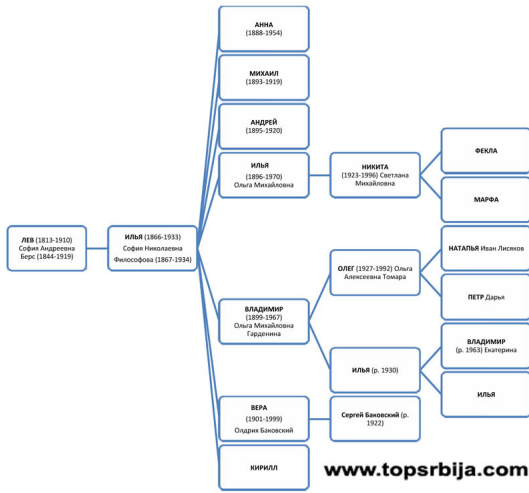 АННА
(1888-1954)
МИХАИЛ
(1893-1919)
АНДРЕЙ
(1895-1920)
ИЛЬЯ
(1896-1970)
Ольга Михайловна
НИКИТА
(1923-1996) Светлана
Михайловна
ФЕКЛА
МАРФА
ЛЕВ (1813-1910)
София Андреевна
Берс (1844-1919)
ИЛЬЯ (1866-1933)
София Николаевна
Философова (1867-1934)
ВЛАДИМИР
(1899-1967)
Ольга Михайловна
Гарденина
ОЛЕГ (1927-1992) Ольга
Алексеевна Томара
НАТАПЬЯ Иван Лисяков
ПЕТР Дарья
ИЛЬЯ (р. 1930)
ВЛАДИМИР
(р. 1963) Екатерина
ИЛЬЯ
ВЕРА
(1901-1999)
Олдрих Баковский
Сергей Баковский (р.
1922)
КИРИЛЛ
www.topsrbija.com